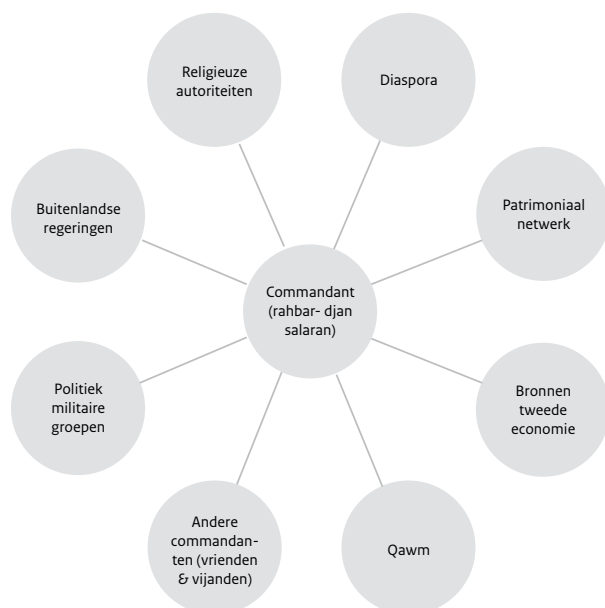 Religieuze
autoriteiten
Diaspora
Buitenlandse
regeringen
Patrimoniaal
netwerk
Commandant
(rahbar- djan
salaran)
Politiek
militaire
groepen
Bronnen
tweede
economie
Andere
commandan-
ten (vrienden
& vijanden)
Qawm